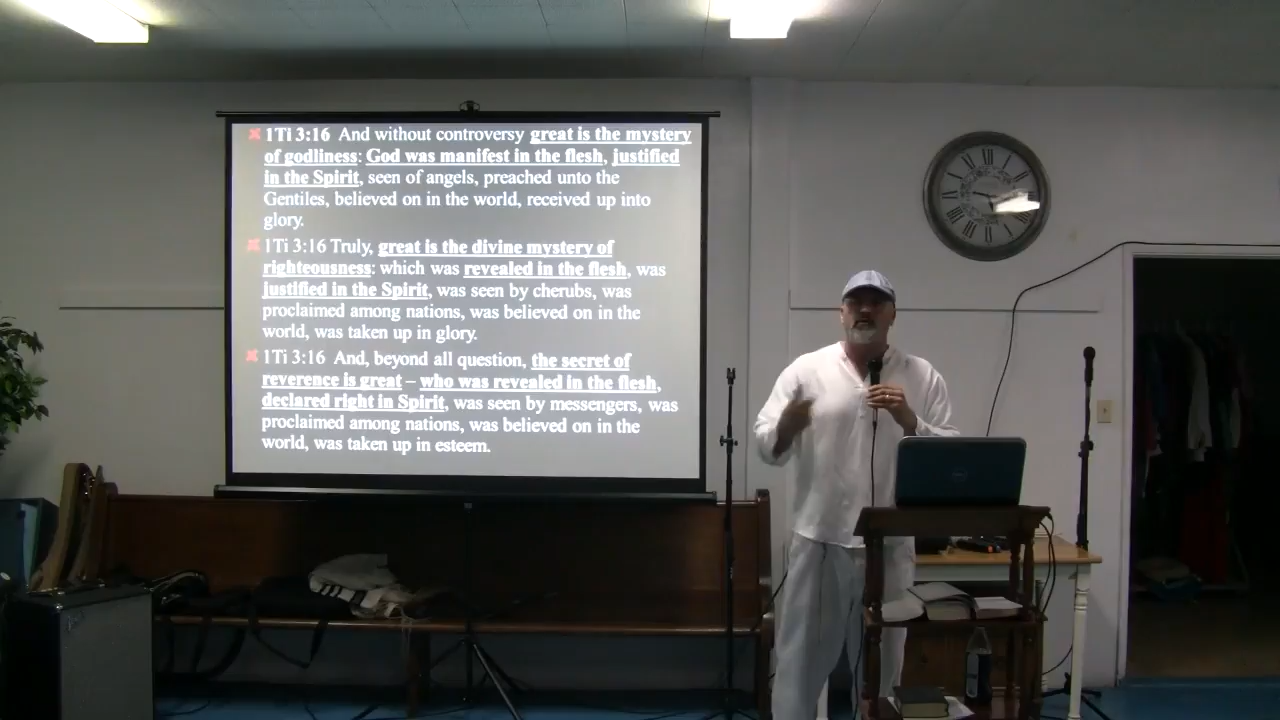 1Ti 3:16 And without controversy great is the mystery
of godliness: God was manifest in the flesh, justified
in the Spirit, seen of angels, preached unto the
Gentiles, believed on in the world, received up into
glory.
1Ti 3:16 Truly, great is the divine mystery of
righteousness: which was revealed in the flesh, was
justified in the Spirit, was seen by cherubs, was
proclaimed among nations, was believed on in the
world, was taken up in glory.
1Ti 3:16 And, beyond all question, the secret of
reverence is great – who was revealed in the flesh,
declared right in Spirit, was seen by messengers, was
proclaimed among nations, was believed on in the
world, was taken up in esteem.